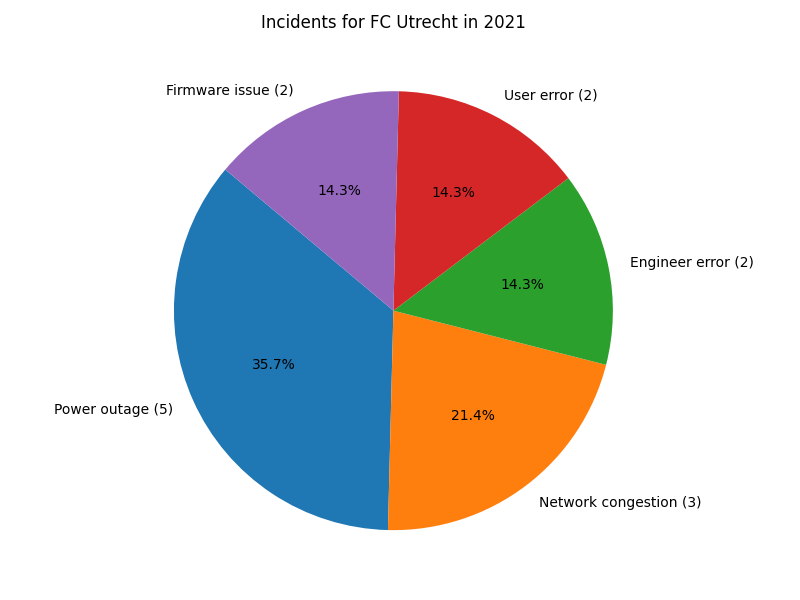 Incidents for FC Utrecht in 2021
Firmware issue (2)
User error (2)
14.3%
14.3%
Engineer error (2)
14.3%
35.7%
Power outage (5)
21.4%
Network congestion (3)